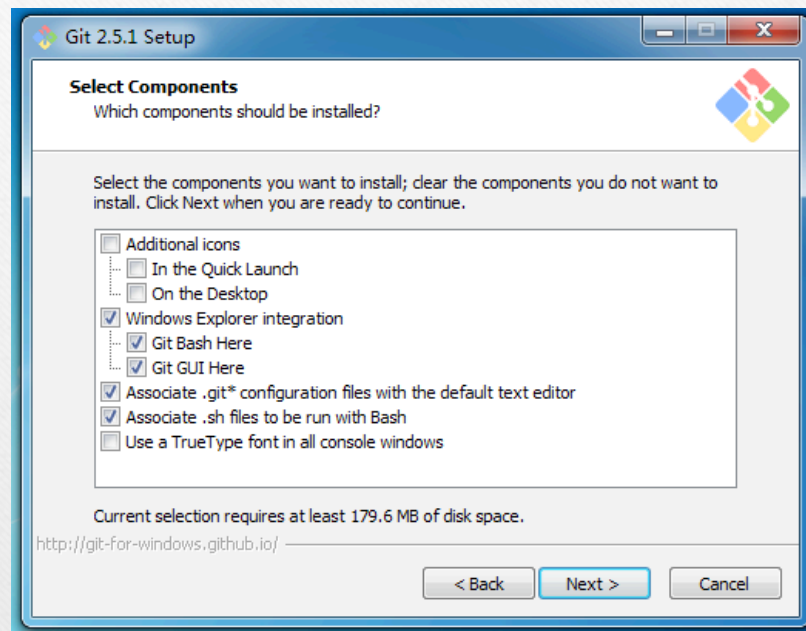 Git 2.5.1 Setup
Select Components
Which components should be installed?
Select the components you want to install; clear the components you do not want to
install. Click Next when you are ready to continue.
Additional icons
In the Quick Launch
On the Desktop
Windows Explorer integration
Git Bash Here
Git GUI Here
Associate .git* configuration files with the default text editor
Associate .sh files to be run with Bash
Use a TrueType font in all console windows
Current selection requires at least 179.6 MB of disk space.
http://git-for-windows.github.io/
< Back Next > Cancel